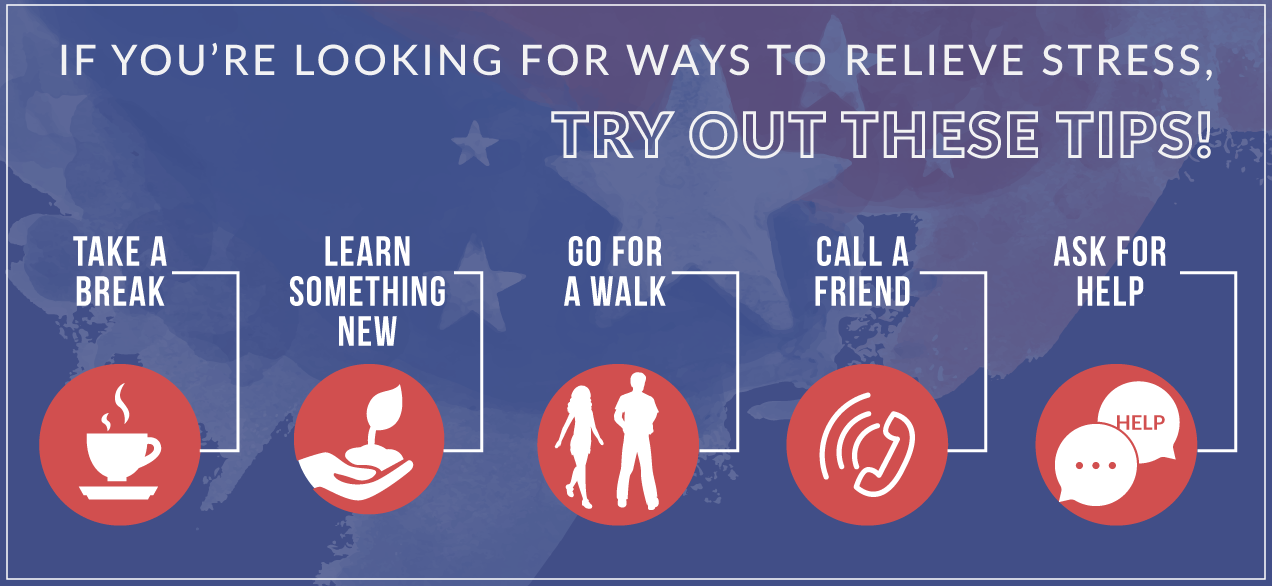 IF YOU'RE LOOKING FOR WAYS TO RELIEVE STRESS,
TRY OUT THESE TIPS!
TAKE A
BREAK
LEARN
SOMETHING
NEW
GO FOR
A WALK
CALL A
FRIEND
ASK FOR
HELP
HELP